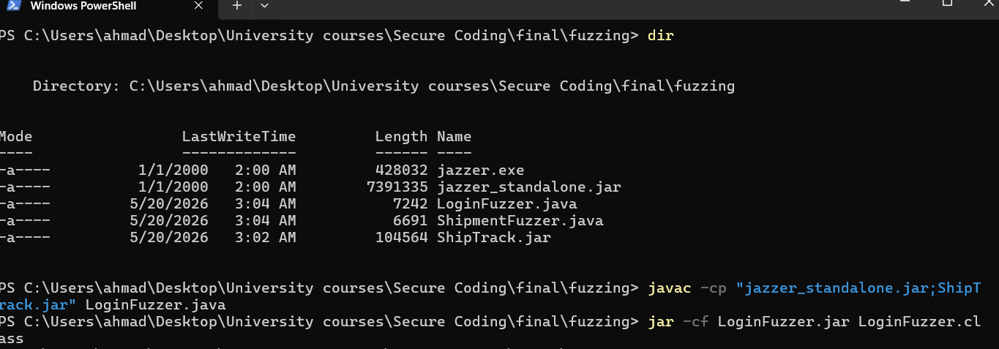 Windows PowerShell
PS C:\Users\ahmad\Desktop\University courses\Secure Coding\final\fuzzing> dir
Directory: C:\Users\ahmad\Desktop\University courses\Secure Coding\final\fuzzing
Mode LastWriteTime Length Name
---- ------------- ------ ----
-a---- 1/1/2000 2:00 AM 428032 jazzer.exe
-a---- 1/1/2000 2:00 AM 7391335 jazzer_standalone.jar
-a---- 5/20/2026 3:04 AM 7242 LoginFuzzer.java
-a---- 5/20/2026 3:04 AM 6691 ShipmentFuzzer.java
-a---- 5/20/2026 3:02 AM 104564 ShipTrack.jar
PS C:\Users\ahmad\Desktop\University courses\Secure Coding\final\fuzzing> javac -cp "jazzer_standalone.jar;ShipT
rack.jar" LoginFuzzer.java
PS C:\Users\ahmad\Desktop\University courses\Secure Coding\final\fuzzing> jar -cf LoginFuzzer.jar LoginFuzzer.cl
ass